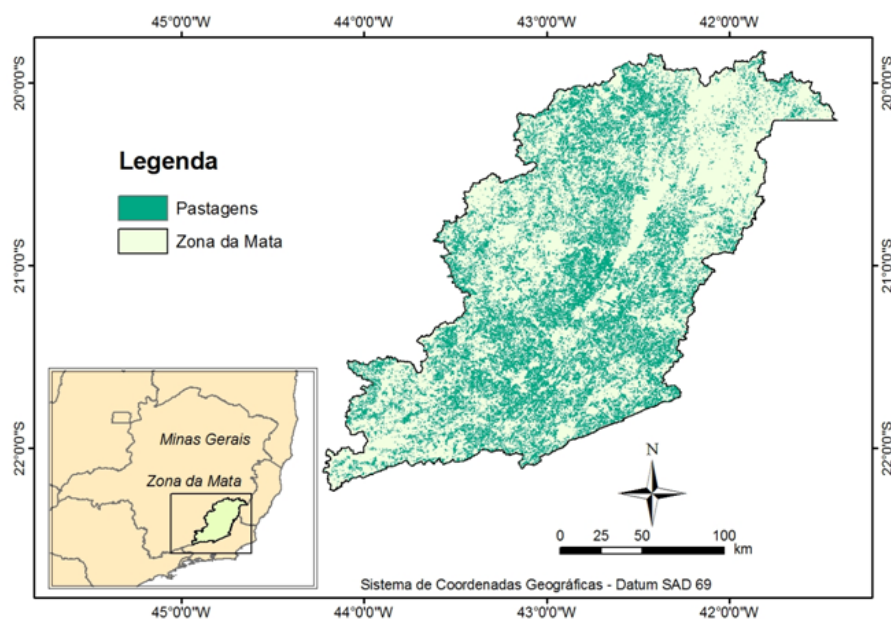 45°0'0"W 44°0'0"W 43°0'0"W 42°0'0"W
20°0'0"S 20°0'0"S
Legenda
Pastagens
Zona da Mata
21°0'0"S 21°0'0"S
Minas Gerais
Zona da Mata
22°0'0"S 22°0'0"S
N
0 25 50 100
km
Sistema de Coordenadas Geográficas - Datum SAD 69
45°0'0"W 44°0'0"W 43°0'0"W 42°0'0"W